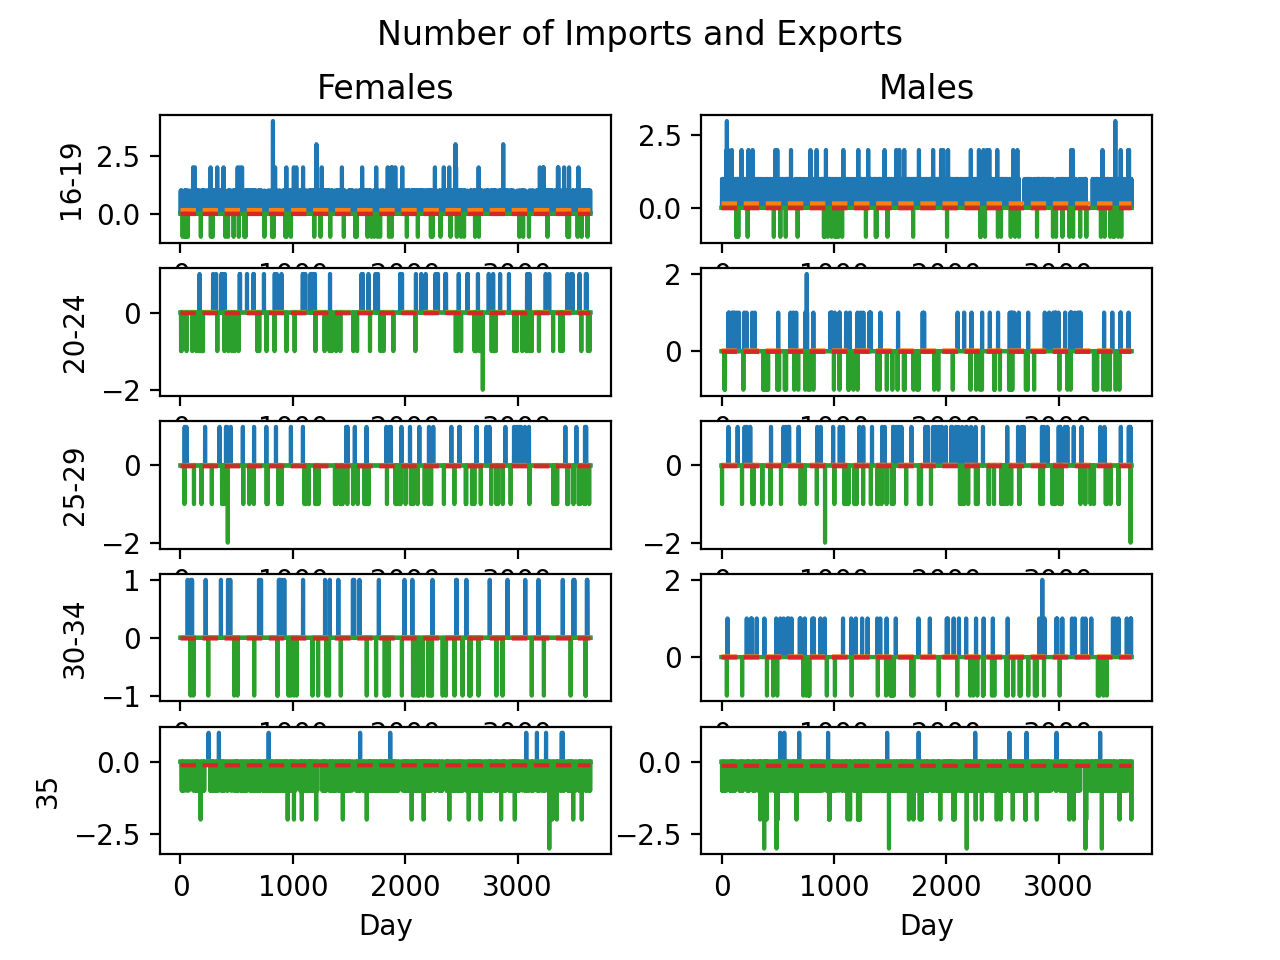 Number of Imports and Exports
Females Males
16-19 2.5 0.0 2.5 0.0
20-24 0 −2 2 0
25-29 0 −2 0 −2
30-34 1 0 −1 2 0
35 0.0 −2.5 0.0 −2.5
0 1000 2000 3000 0 1000 2000 3000
Day Day